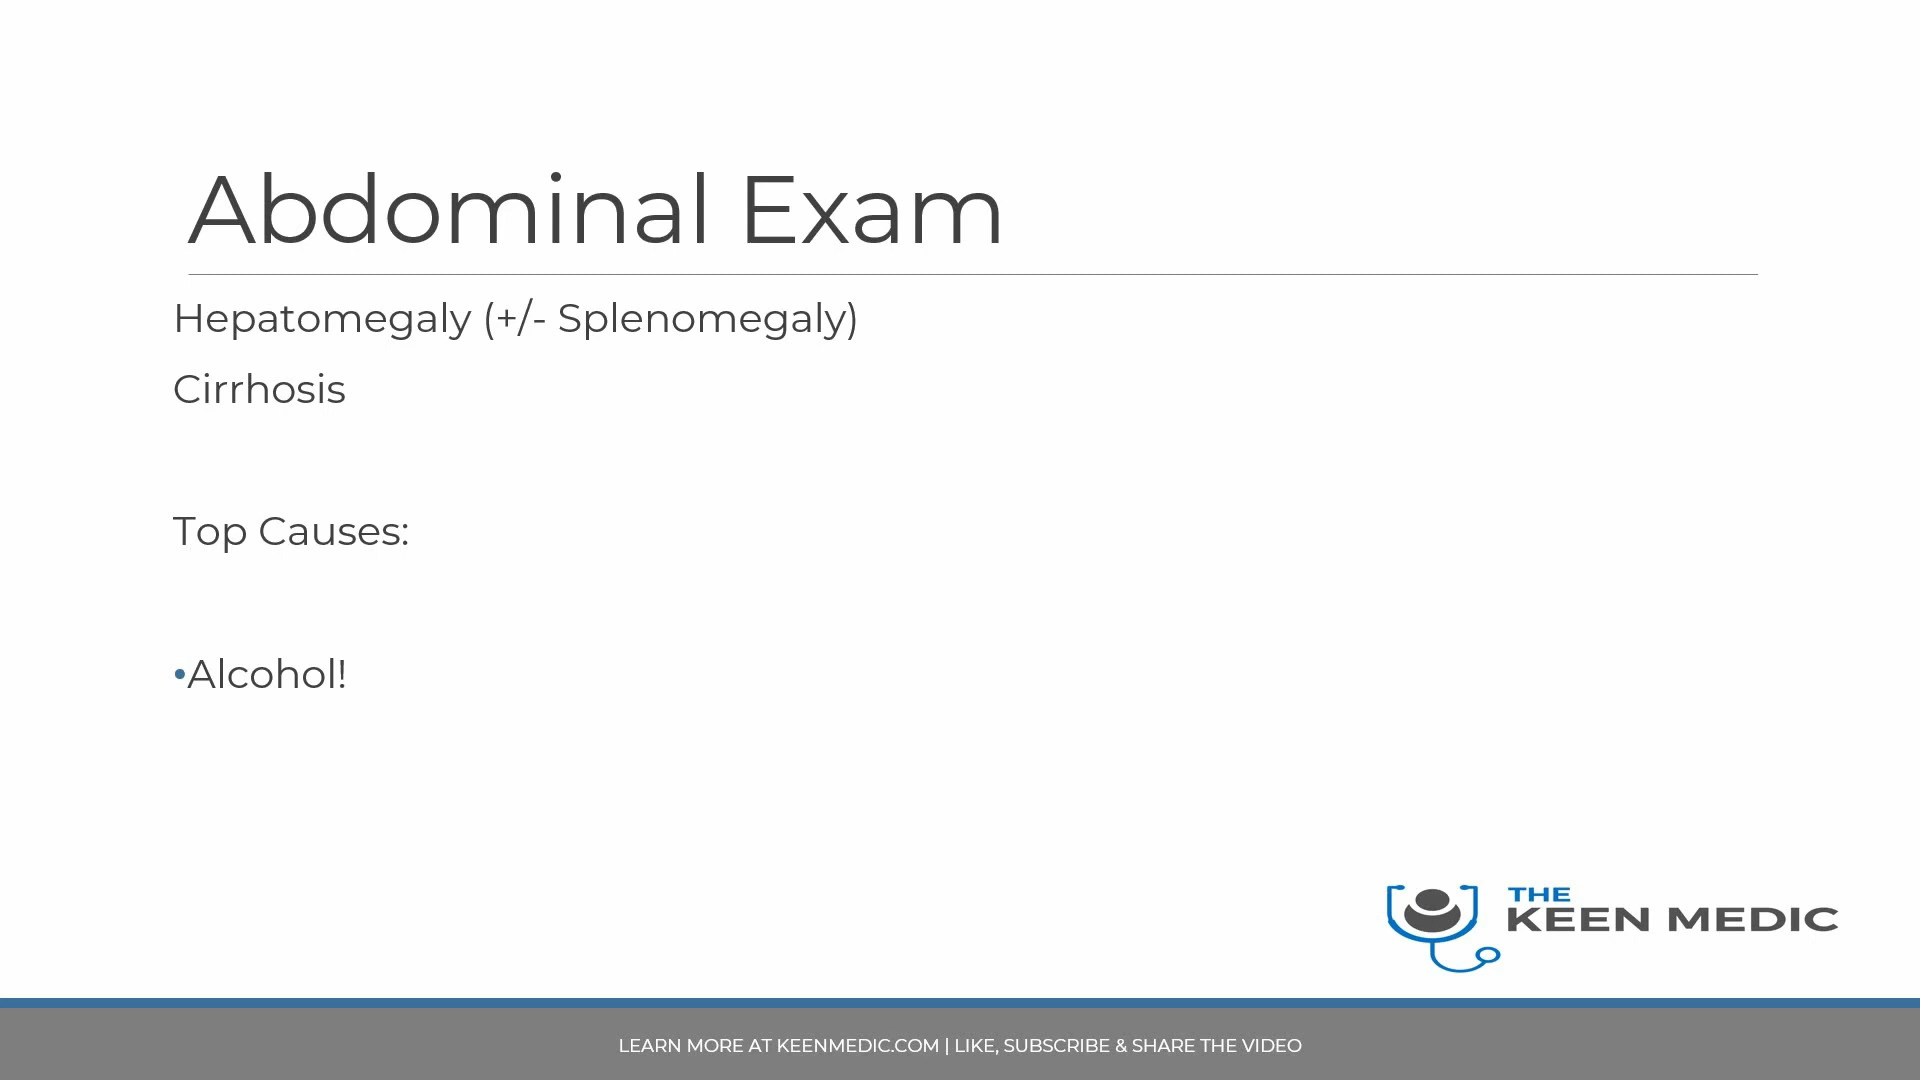 Abdominal Exam
Hepatomegaly (+/- Splenomegaly)
Cirrhosis
Top Causes:
•Alcohol!
THE
KEEN MEDIC
LEARN MORE AT KEENMEDIC.COM | LIKE, SUBSCRIBE & SHARE THE VIDEO